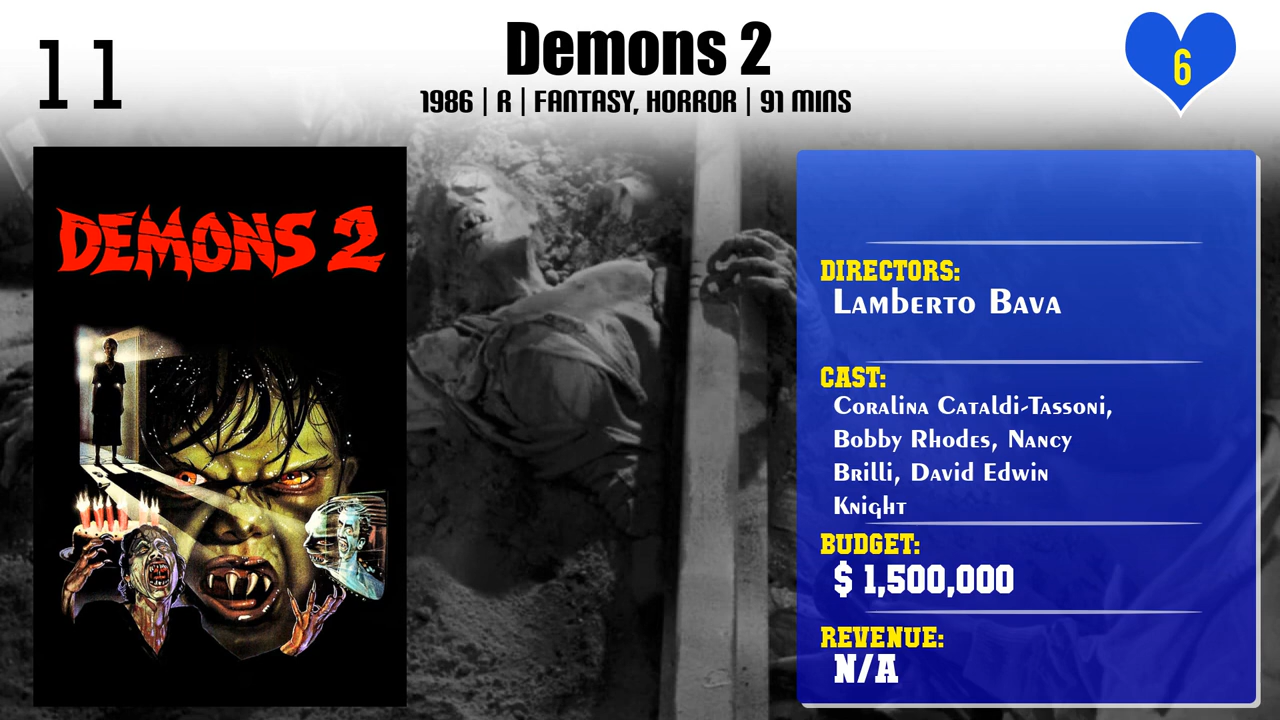 11
Demons 2
1986 | R | FANTASY, HORROR | 91 MINS
6
DEMONS 2
DIRECTORS:
Lamberto Bava
CAST:
Coralina Cataldi-Tassoni,
Bobby Rhodes, Nancy
Brilli, David Edwin
Knight
BUDGET:
$ 1,500,000
REVENUE:
N/A